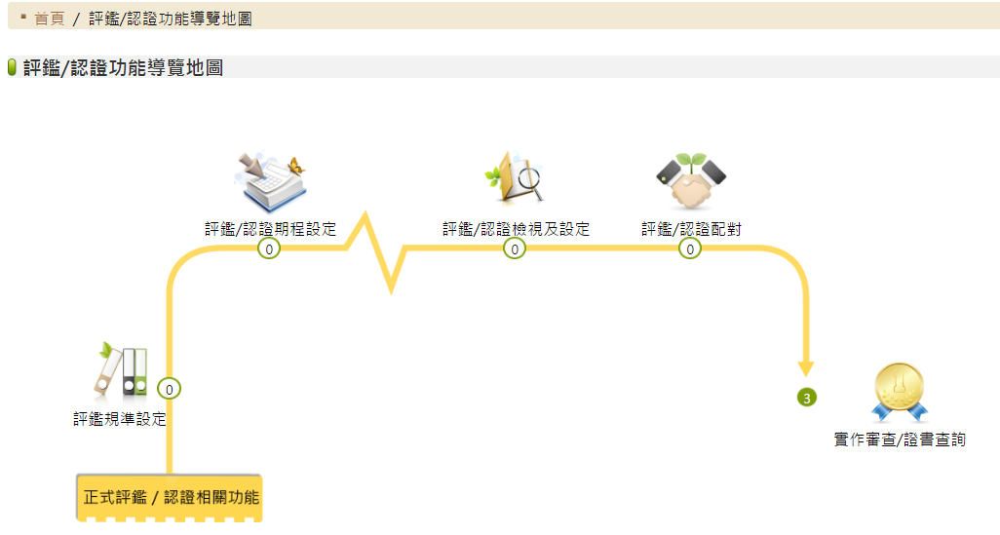 首頁 / 評鑑/認證功能導覽地圖
評鑑/認證功能導覽地圖
評鑑/認證期程設定
0
評鑑/認證檢視及設定
0
評鑑/認證配對
0
評鑑規準設定
0
3
實作審查/證書查詢
正式評鑑 / 認證相關功能